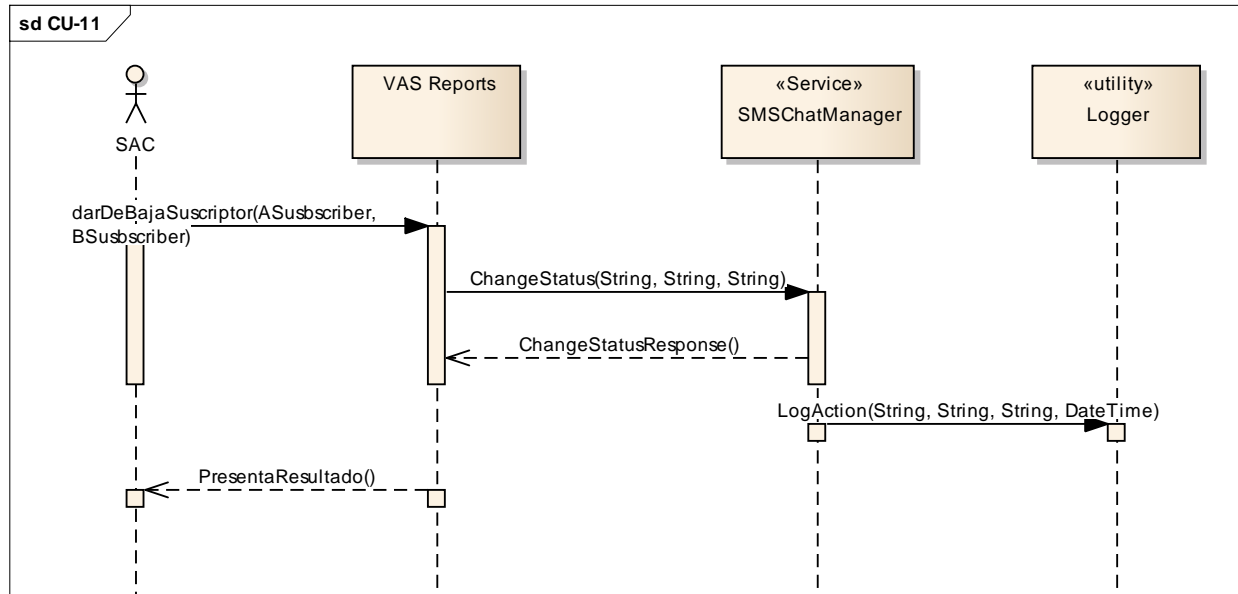 sd CU-11
SAC
VAS Reports
«Service»
SMSChatManager
«utility»
Logger
darDeBajaSuscriptor(ASusbscriber,
BSusbscriber)
ChangeStatus(String, String, String)
ChangeStatusResponse()
LogAction(String, String, String, DateTime)
PresentaResultado()